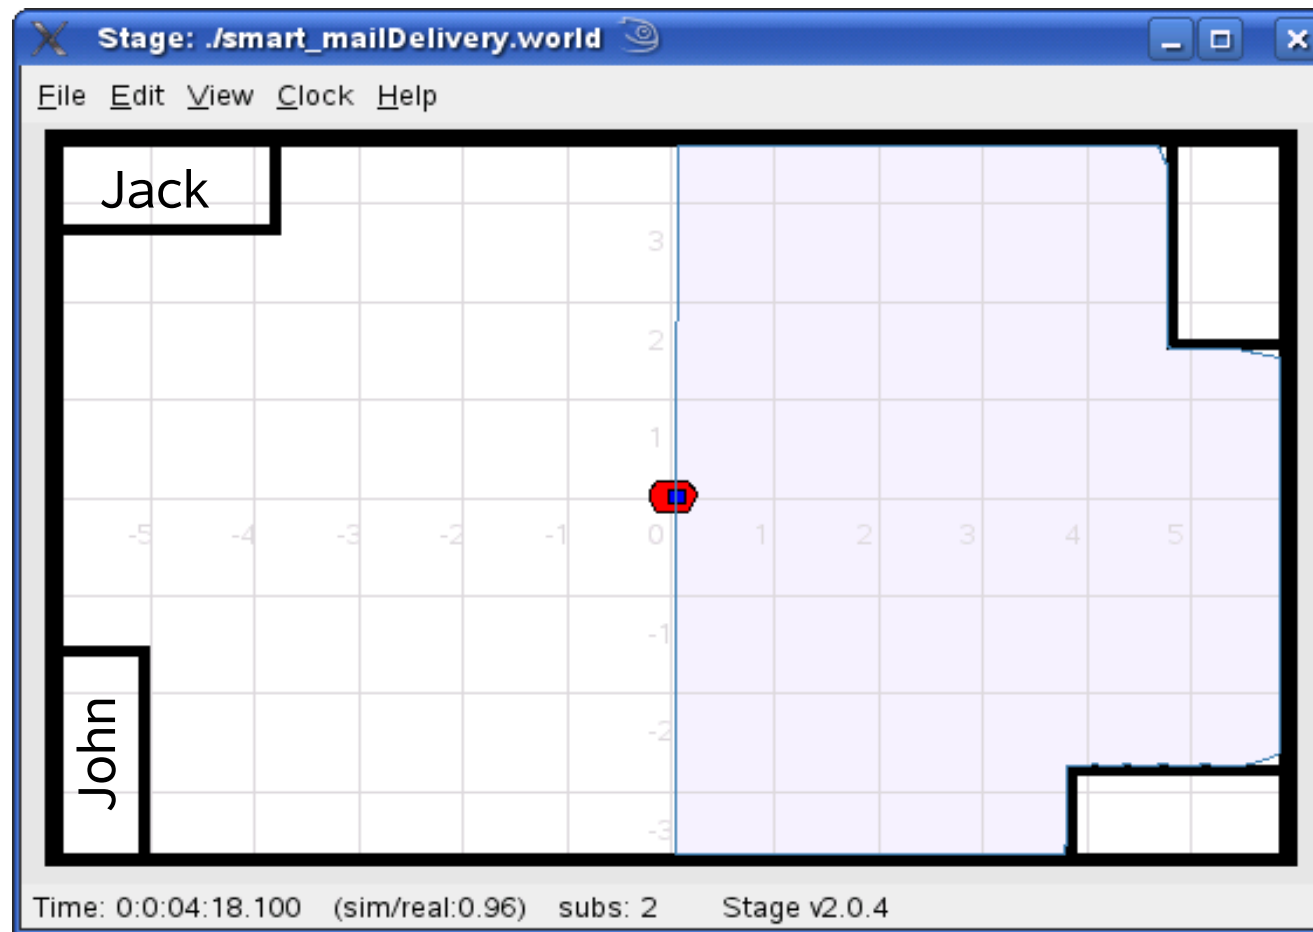 Stage: ./smart_mailDelivery.world
File Edit View Clock Help
Jack
3
2
1
-5 -4 -3 -2 -1 0 1 2 3 4 5
-1
John
-2
-3
Time: 0:0:04:18.100 (sim/real:0.96) subs: 2 Stage v2.0.4